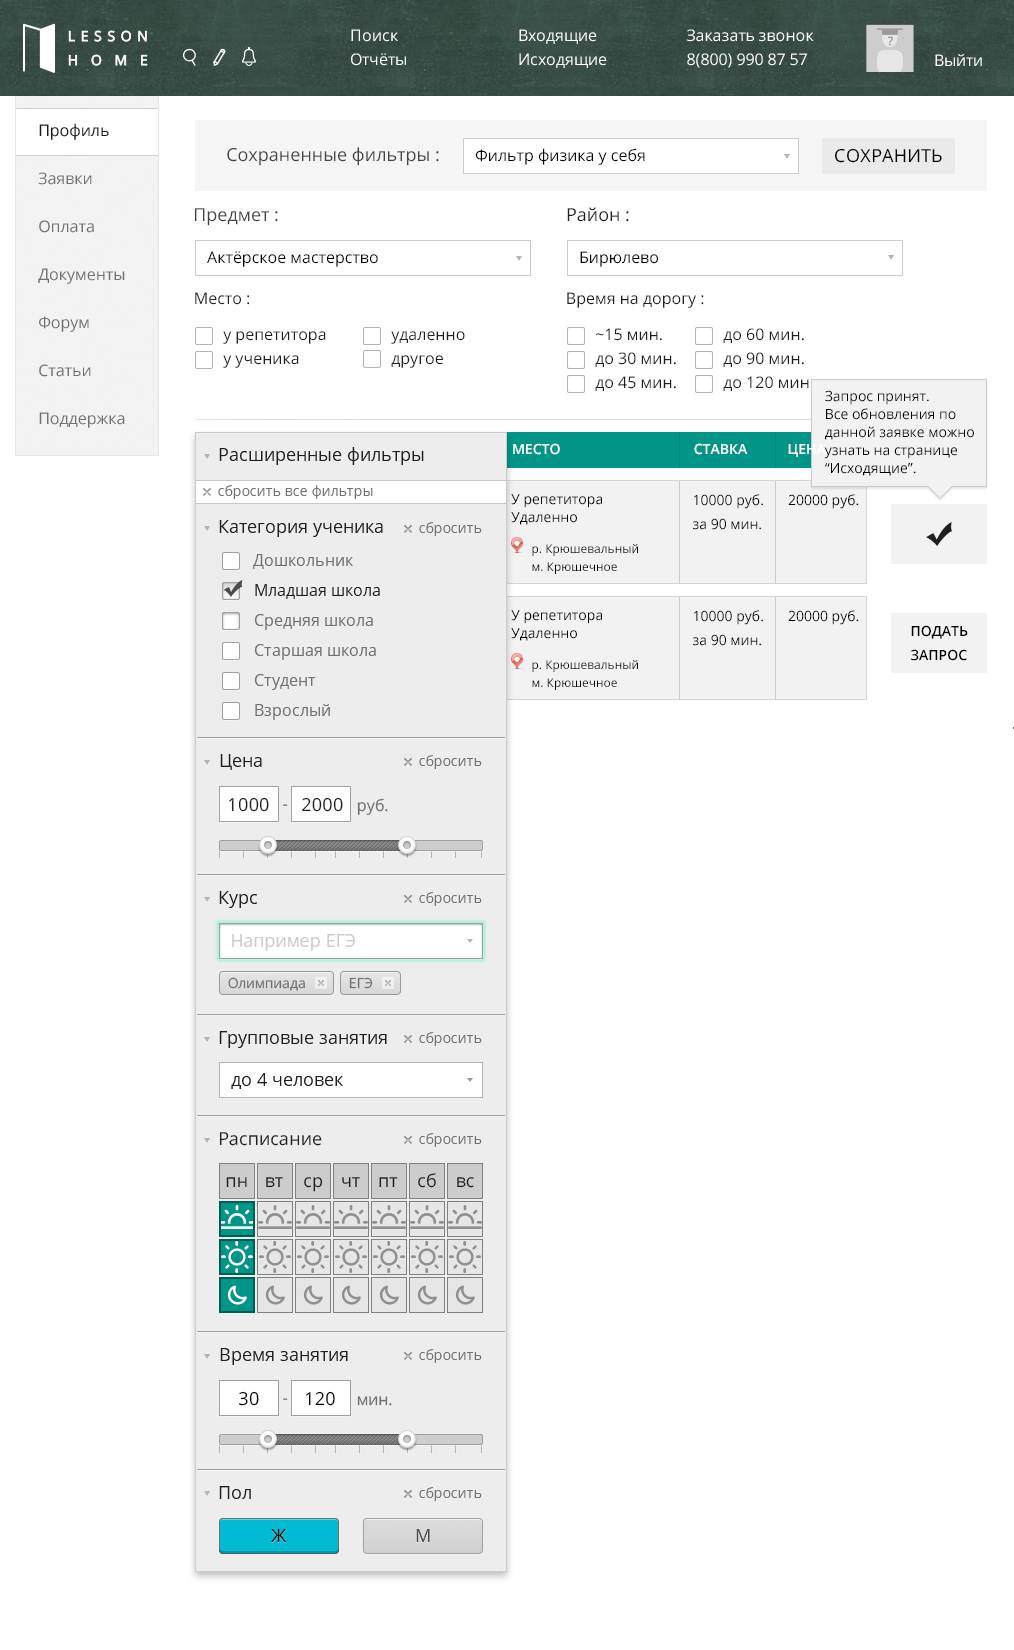 LESSON
HOME
Поиск
Отчёты
Входящие
Исходящие
Заказать звонок
8(800) 990 87 57
?
Выйти
Профиль
Заявки
Оплата
Документы
Форум
Статьи
Поддержка
Сохраненные фильтры :
Фильтр физика у себя
СОХРАНИТЬ
Предмет :
Актёрское мастерство
Район :
Бирюлево
Место :
у репетитора
удаленно
у ученика
другое
Время на дорогу :
~15 мин.
до 60 мин.
до 30 мин.
до 90 мин.
до 45 мин.
до 120 мин
Запрос принят.
Все обновления по
данной заявке можно
узнать на странице
“Исходящие”.
МЕСТО
СТАВКА
ЦЕНА
У репетитора
Удаленно
р. Крюшевальный
м. Крюшечное
10000 руб.
за 90 мин.
20000 руб.
У репетитора
Удаленно
р. Крюшевальный
м. Крюшечное
10000 руб.
за 90 мин.
20000 руб.
ПОДАТЬ
ЗАПРОС
Расширенные фильтры
сбросить все фильтры
Категория ученика
сбросить
Дошкольник
Младшая школа
Средняя школа
Старшая школа
Студент
Взрослый
Цена
сбросить
1000 - 2000 руб.
Курс
сбросить
Например ЕГЭ
Олимпиада
ЕГЭ
Групповые занятия
сбросить
до 4 человек
Расписание
сбросить
пн вт ср чт пт сб вс
Время занятия
сбросить
30 - 120 мин.
Пол
сбросить
Ж
М